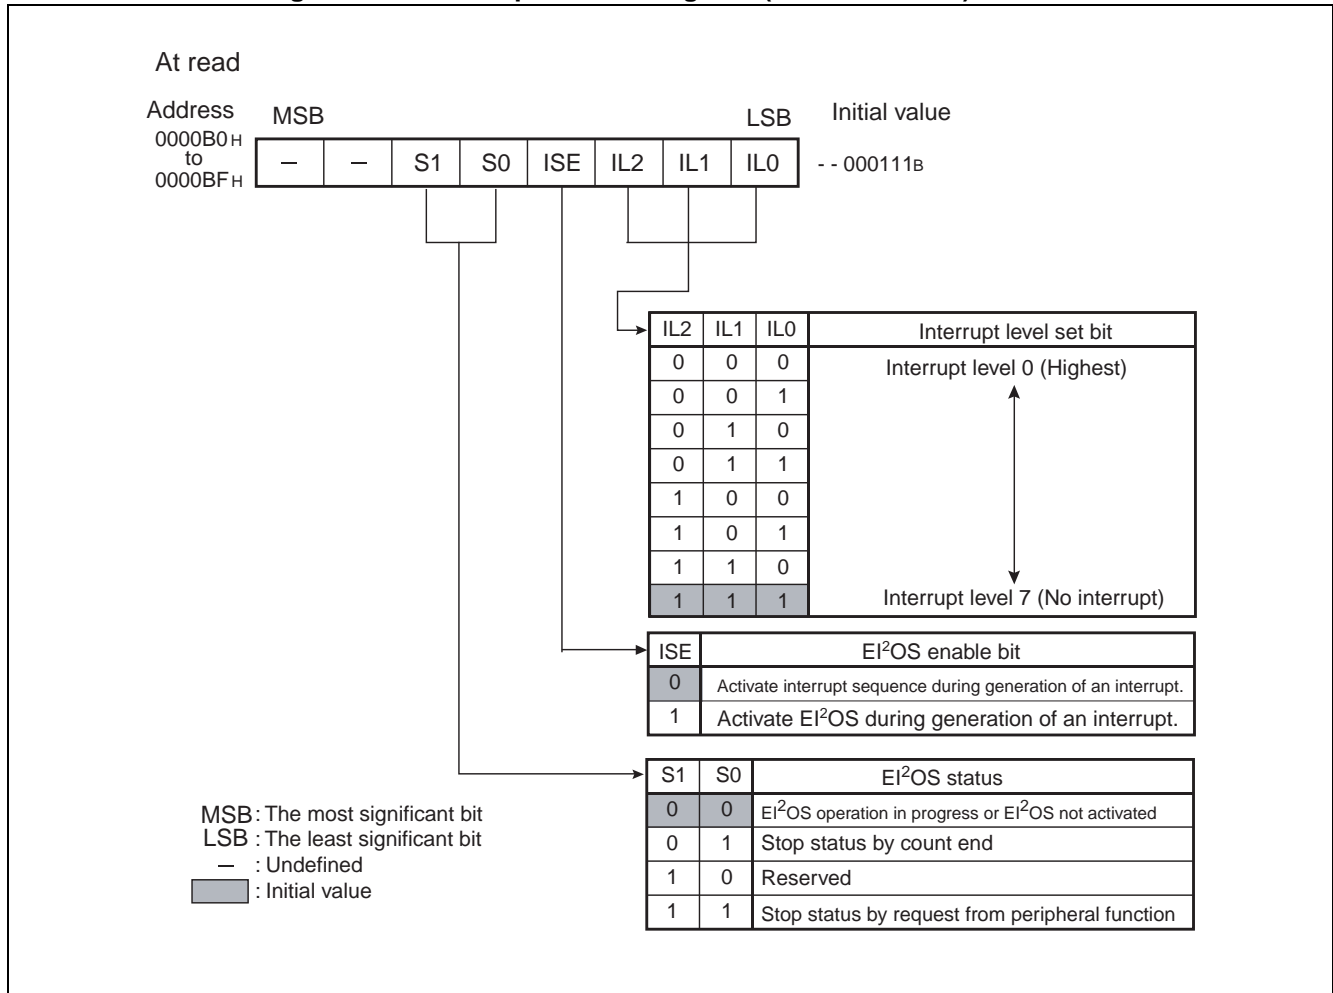 At read
Address MSB LSB Initial value
0000B0H
to
0000BFH
– – S1 S0 ISE IL2 IL1 IL0 - - 000111B
IL2 IL1 IL0 Interrupt level set bit
0 0 0 Interrupt level 0 (Highest)
0 0 1
0 1 0
0 1 1
1 0 0
1 0 1
1 1 0
1 1 1 Interrupt level 7 (No interrupt)
ISE EI²OS enable bit
0 Activate interrupt sequence during generation of an interrupt.
1 Activate EI²OS during generation of an interrupt.
S1 S0 EI²OS status
0 0 EI²OS operation in progress or EI²OS not activated
0 1 Stop status by count end
1 0 Reserved
1 1 Stop status by request from peripheral function
MSB : The most significant bit
LSB : The least significant bit
– : Undefined
: Initial value